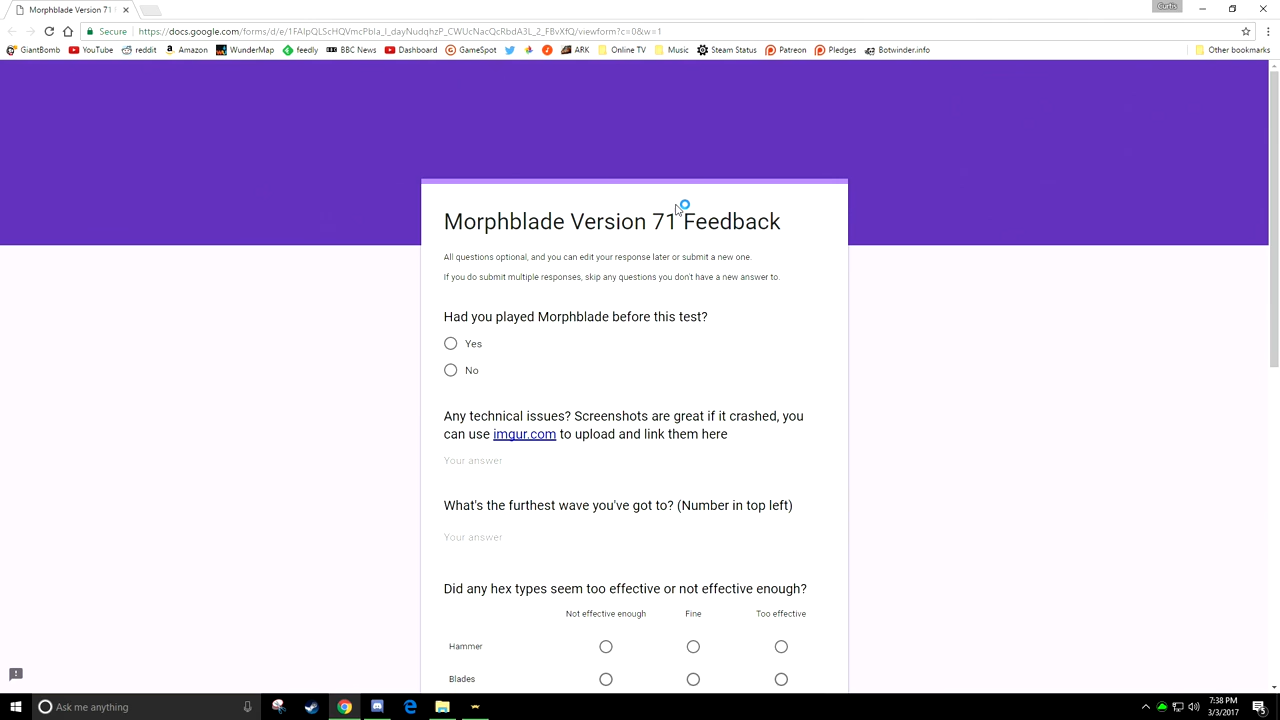 Morphblade Version 71 F
Curtis
Secure
https://docs.google.com/forms/d/e/1FAIpQLScHQVmcPbIa_I_dayNudqhzP_CWUcNacQcRbdA3L_2_FBvXfQ/viewform?c=0&w=1
GiantBomb
YouTube
reddit
Amazon
WunderMap
feedly
BBC News
Dashboard
GameSpot
ARK
Online TV
Music
Steam Status
Patreon
Pledges
Botwinder.info
Other bookmarks
Morphblade Version 71 Feedback
All questions optional, and you can edit your response later or submit a new one.
If you do submit multiple responses, skip any questions you don't have a new answer to.
Had you played Morphblade before this test?
Yes
No
Any technical issues? Screenshots are great if it crashed, you
can use imgur.com to upload and link them here
Your answer
What's the furthest wave you've got to? (Number in top left)
Your answer
Did any hex types seem too effective or not effective enough?
Not effective enough Fine Too effective
Hammer
Blades
Ask me anything
7:38 PM
3/3/2017
5